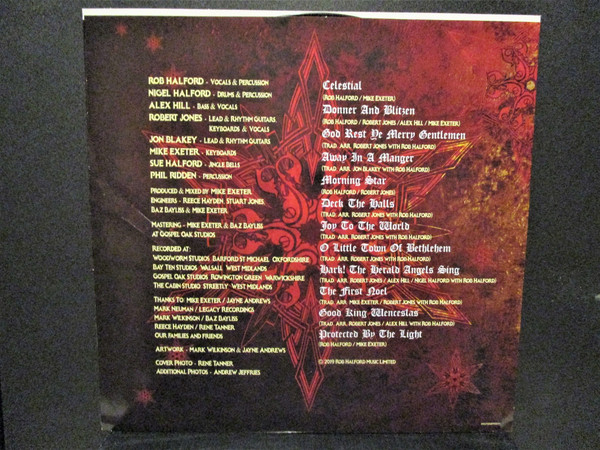 ROB HALFORD - VOCALS & PERCUSSION
NIGEL HALFORD - DRUMS & PERCUSSION
ALEX HILL - BASS & VOCALS
ROBERT JONES - LEAD & RHYTHM GUITARS,
KEYBOARDS & VOCALS
JON BLAKEY - LEAD & RHYTHM GUITARS
MIKE EXETER - KEYBOARDS
SUE HALFORD - JINGLE BELLS
PHIL RIDDEN - PERCUSSION
PRODUCED & MIXED BY MIKE EXETER
ENGINEERS - REECE HAYDEN STUART JONES
BAZ BAYLISS & MIKE EXETER
MASTERING - MIKE EXETER & BAZ BAYLISS
AT GOSPEL OAK STUDIOS
RECORDED AT:
WOODWORM STUDIOS BARFORD ST MICHAEL OXFORDSHIRE
BAY TEN STUDIOS WALSALL WEST MIDLANDS
GOSPEL OAK STUDIOS ROWINGTON GREEN WARWICKSHIRE
THE CABIN STUDIO STREETLY WEST MIDLANDS
THANKS TO: MIKE EXETER / JAYNE ANDREWS
MARK NEUMAN / LEGACY RECORDINGS
MARK WILKINSON / BAZ BAYLISS
REECE HAYDEN / RENE TANNER
OUR FAMILIES AND FRIENDS
ARTWORK - MARK WILKINSON & JAYNE ANDREWS
COVER PHOTO - RENE TANNER
ADDITIONAL PHOTOS - ANDREW JEFFRIES
Celestial
(ROB HALFORD / MIKE EXETER)
Donner And Blitzen
(ROB HALFORD / ROBERT JONES / ALEX HILL / MIKE EXETER)
God Rest Ye Merry Gentlemen
(TRAD. ARR. ROBERT JONES WITH ROB HALFORD)
Away In A Manger
(TRAD. ARR. JON BLAKEY WITH ROB HALFORD)
Morning Star
(ROB HALFORD / ROBERT JONES)
Deck The Halls
(TRAD. ARR. ROBERT JONES WITH ROB HALFORD)
Joy To The World
(TRAD. ARR. ROBERT JONES WITH ROB HALFORD)
O Little Town Of Bethlehem
(TRAD. ARR. ROBERT JONES WITH ROB HALFORD)
Hark! The Herald Angels Sing
(TRAD. ARR. ROBERT JONES / ALEX HILL / NIGEL HALFORD WITH ROB HALFORD)
The First Noel
(TRAD. ARR. MIKE EXETER / ROBERT JONES WITH ROB HALFORD)
Good King Wenceslas
(TRAD. ARR. ROBERT JONES / ALEX HILL WITH ROB HALFORD)
Protected By The Light
(ROB HALFORD / MIKE EXETER)
© 2019 ROB HALFORD MUSIC LIMITED